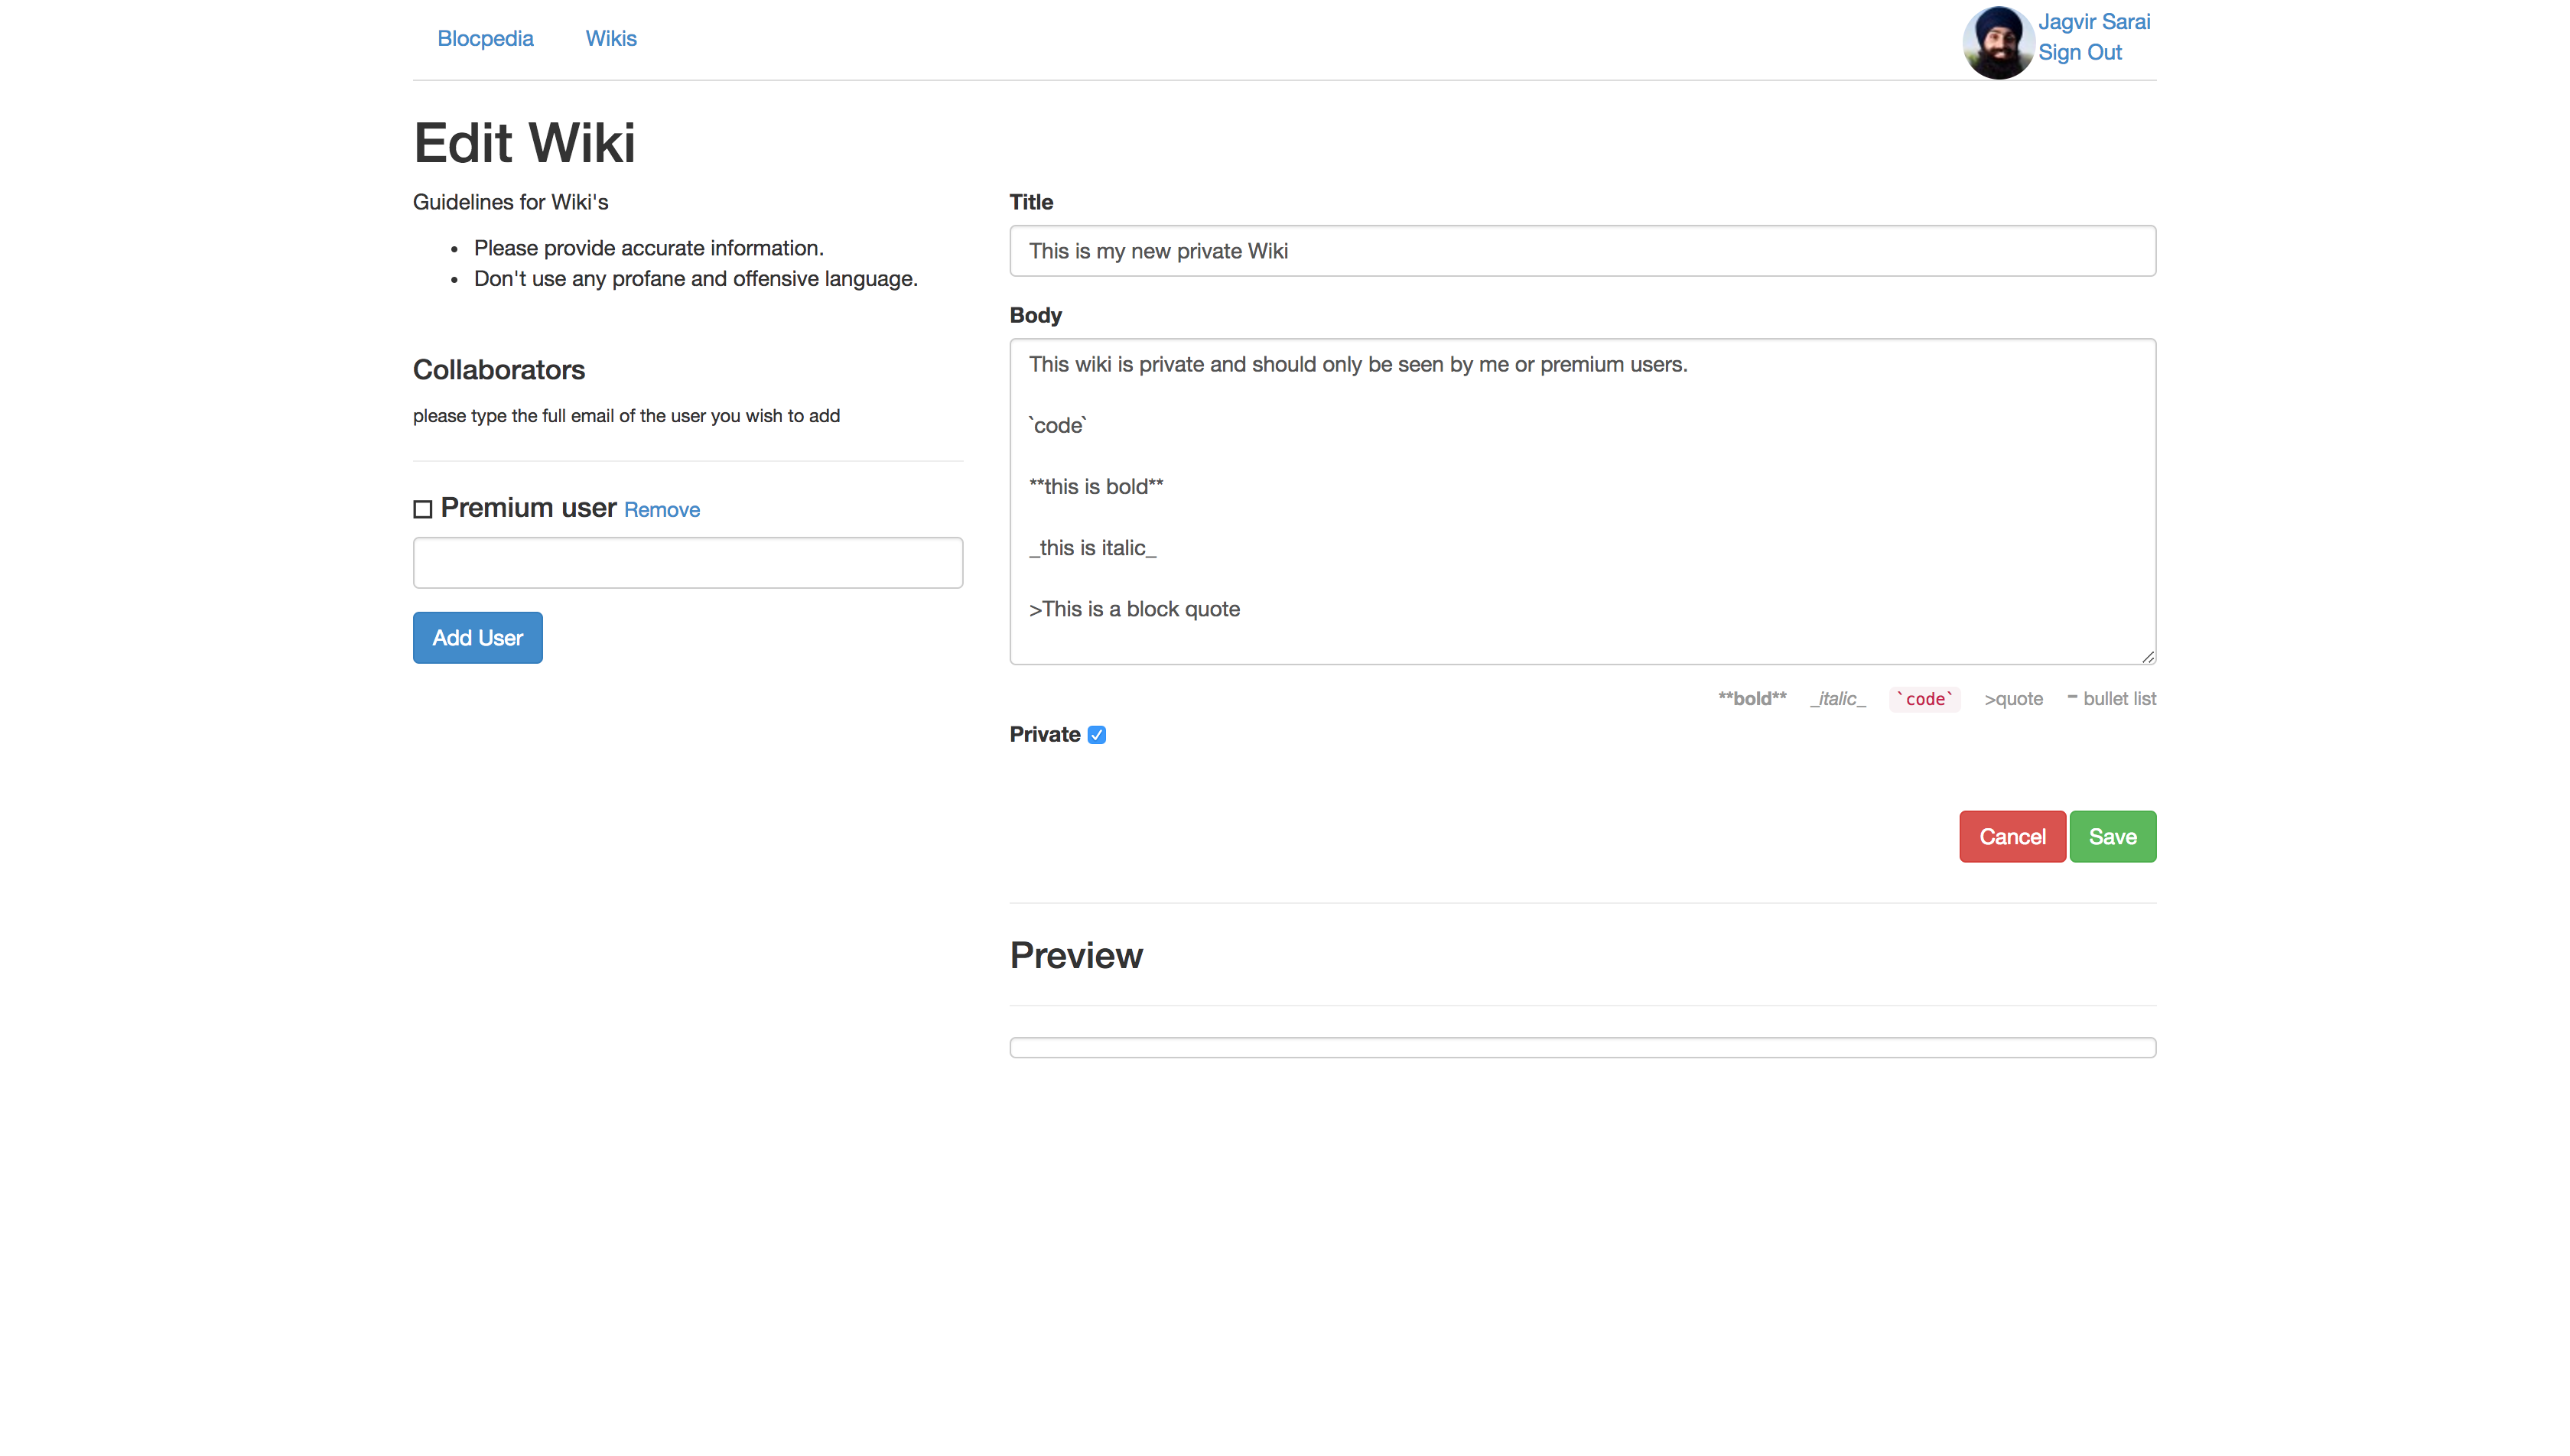 Blocpedia Wikis
Jagvir Sarai
Sign Out
Edit Wiki
Guidelines for Wiki's
Please provide accurate information.
Don't use any profane and offensive language.
Collaborators
please type the full email of the user you wish to add
Premium user Remove
Add User
Title
This is my new private Wiki
Body
This wiki is private and should only be seen by me or premium users.
`code`
**this is bold**
_this is italic_
>This is a block quote
**bold** _italic_ `code` >quote - bullet list
Private
Cancel Save
Preview